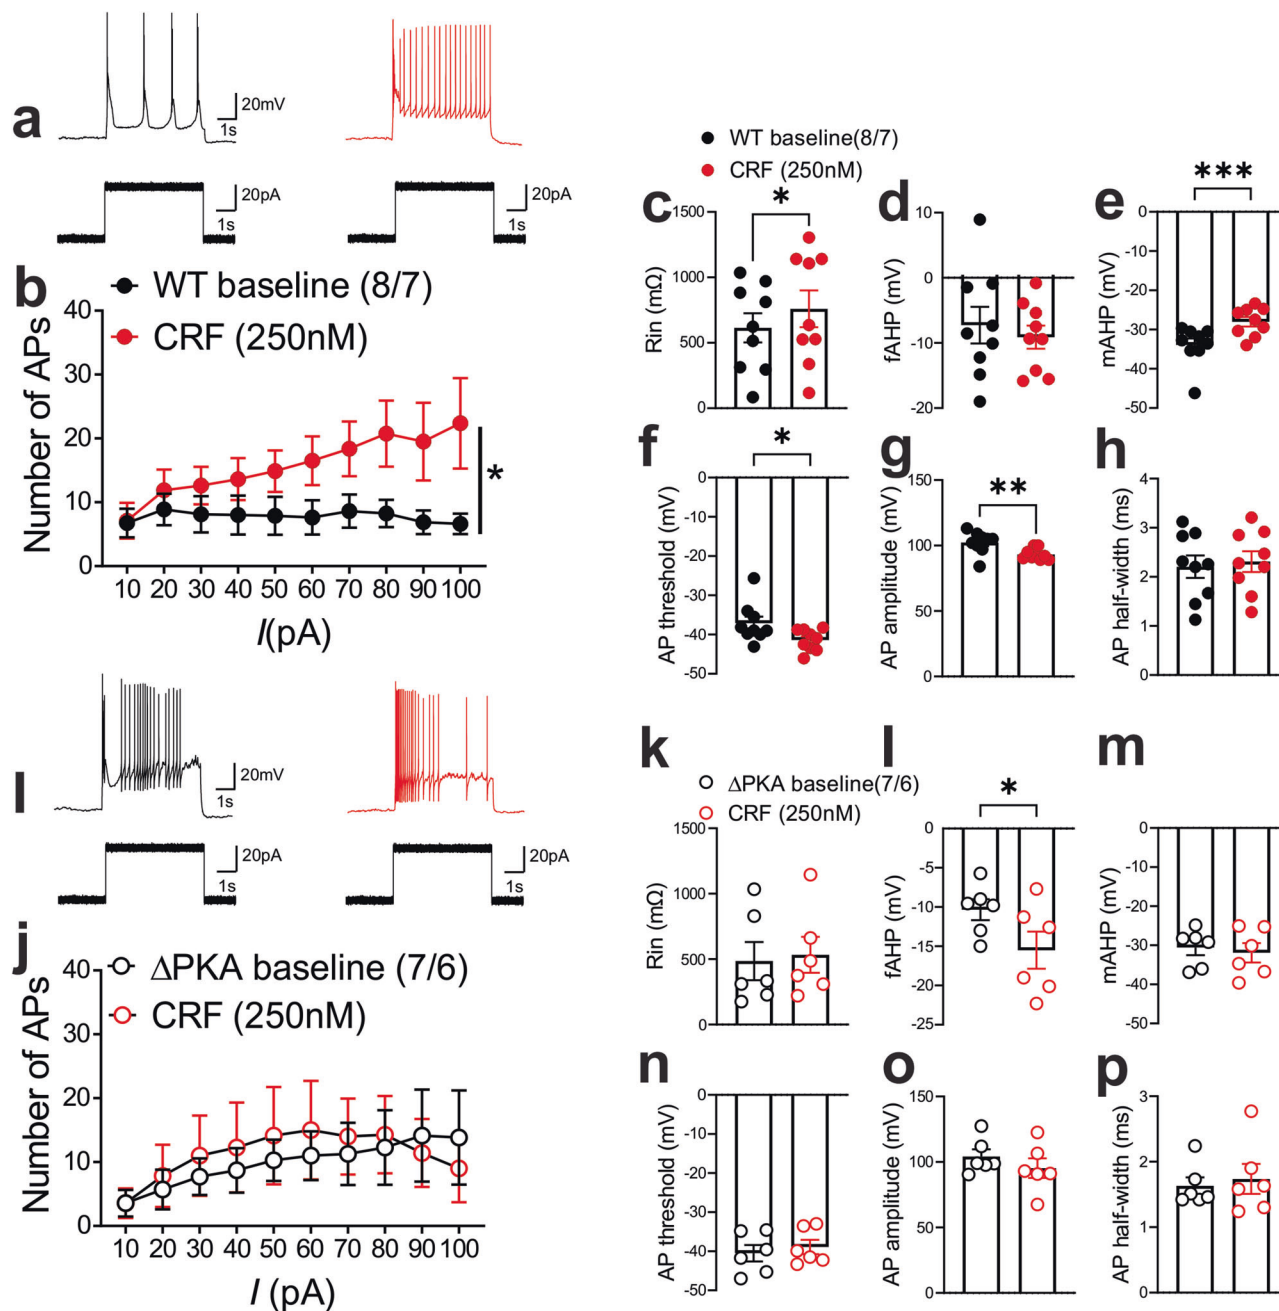 a
20mV
1s
20pA
1s
20pA
1s
b
WT baseline (8/7)
CRF (250nM)
Number of APs
40
30
20
10
0
*
10 20 30 40 50 60 70 80 90 100
I(pA)
WT baseline(8/7)
CRF (250nM)
c
*
Rin (mΩ)
1500
1000
500
0
d
fAHP (mV)
10
0
-10
-20
e
***
mAHP (mV)
0
-10
-20
-30
-40
-50
f
*
AP threshold (mV)
0
-10
-20
-30
-40
-50
g
**
AP amplitude (mV)
150
100
50
0
h
AP half-width (ms)
4
3
2
1
0
l
20mV
1s
20pA
1s
20pA
1s
j
ΔPKA baseline (7/6)
CRF (250nM)
Number of APs
40
30
20
10
0
10 20 30 40 50 60 70 80 90 100
I (pA)
k
ΔPKA baseline(7/6)
CRF (250nM)
Rin (mΩ)
1500
1000
500
0
l
*
fAHP (mV)
0
-5
-10
-15
-20
-25
m
mAHP (mV)
0
-10
-20
-30
-40
-50
n
AP threshold (mV)
0
-10
-20
-30
-40
-50
o
AP amplitude (mV)
150
100
50
0
p
AP half-width (ms)
3
2
1
0